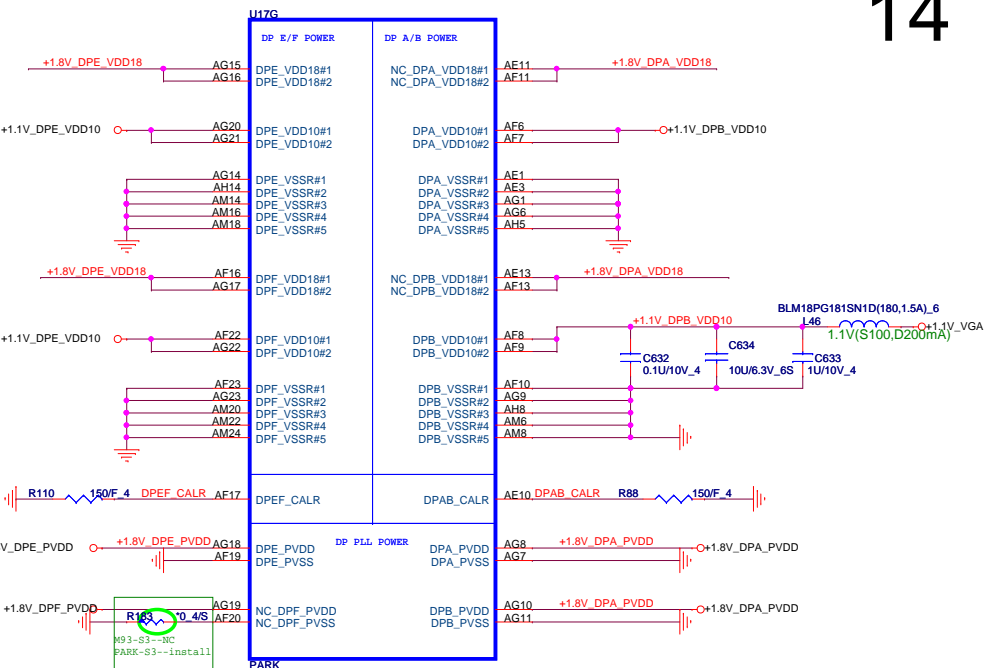 14
U17G
DP E/F POWER
DP A/B POWER
+1.8V_DPE_VDD18
AG15
AG16
DPE_VDD18#1
DPE_VDD18#2
NC_DPA_VDD18#1
NC_DPA_VDD18#2
AE11
AF11
+1.8V_DPA_VDD18
+1.1V_DPE_VDD10
AG20
AG21
DPE_VDD10#1
DPE_VDD10#2
DPA_VDD10#1
DPA_VDD10#2
AF6
AF7
+1.1V_DPB_VDD10
AG14
AH14
AM14
AM16
AM18
DPE_VSSR#1
DPE_VSSR#2
DPE_VSSR#3
DPE_VSSR#4
DPE_VSSR#5
DPA_VSSR#1
DPA_VSSR#2
DPA_VSSR#3
DPA_VSSR#4
DPA_VSSR#5
AE1
AE3
AG1
AG6
AH5
+1.8V_DPE_VDD18
AF16
AG17
DPF_VDD18#1
DPF_VDD18#2
NC_DPB_VDD18#1
NC_DPB_VDD18#2
AE13
AF13
+1.8V_DPA_VDD18
+1.1V_DPE_VDD10
AF22
AG22
DPF_VDD10#1
DPF_VDD10#2
DPB_VDD10#1
DPB_VDD10#2
AF8
AF9
+1.1V_DPB_VDD10
BLM18PG181SN1D(180,1.5A)_6
L46
+1.1V_VGA
1.1V(S100,D200mA)
C632
0.1U/10V_4
C634
10U/6.3V_6S
C633
1U/10V_4
AF23
AG23
AM20
AM22
AM24
DPF_VSSR#1
DPF_VSSR#2
DPF_VSSR#3
DPF_VSSR#4
DPF_VSSR#5
DPB_VSSR#1
DPB_VSSR#2
DPB_VSSR#3
DPB_VSSR#4
DPB_VSSR#5
AF10
AG9
AH8
AM6
AM8
R110
150/F_4
DPEF_CALR
AF17
DPEF_CALR
DPAB_CALR
AE10
DPAB_CALR
R88
150/F_4
DP PLL POWER
V_DPE_PVDD
+1.8V_DPE_PVDD
AG18
AF19
DPE_PVDD
DPE_PVSS
DPA_PVDD
DPA_PVSS
AG8
AG7
+1.8V_DPA_PVDD
+1.8V_DPA_PVDD
+1.8V_DPF_PVDD
AG19
AF20
NC_DPF_PVDD
NC_DPF_PVSS
DPB_PVDD
DPB_PVSS
AG10
AG11
+1.8V_DPA_PVDD
+1.8V_DPA_PVDD
*0_4/S
M93-S3--NC
PARK-S3--install
PARK